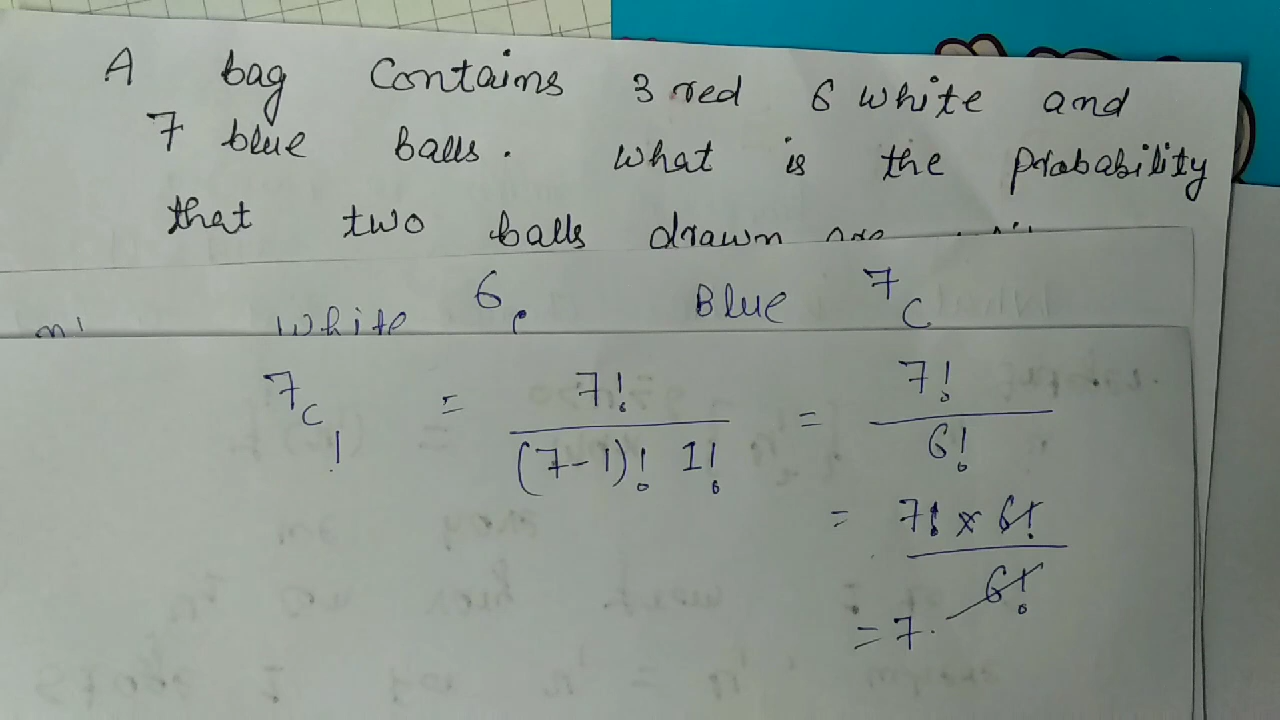 A bag Contains 3 red 6 white and
7 blue balls. What is the probability
that two balls drawn are
White 6c Blue 7C
7C1 = 7! / (7-1)! 1! = 7! / 6!
= 7! x 6! / 6!
= 7.